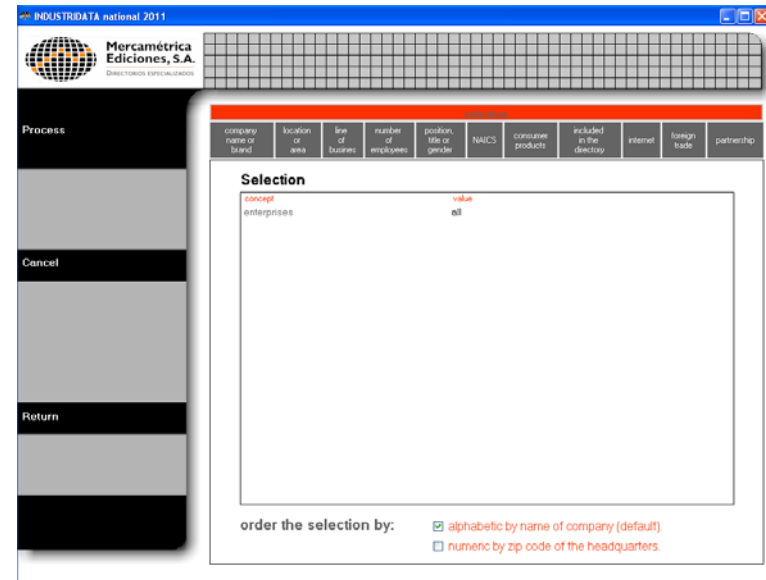 INDUSTRIDATA national 2011
Mercamétrica
Ediciones, S.A.
DIRECTORIOS ESPECIALIZADOS
Process
company
name or
brand
location
or
area
line
of
busines
number
of
employees
position,
title or
gender
NAICS
consumer
products
included
in the
directory
internet
foreign
trade
partnership
Selection
concept value
enterprises all
Cancel
Return
order the selection by:
alphabetic by name of company (default).
numeric by zip code of the headquarters.